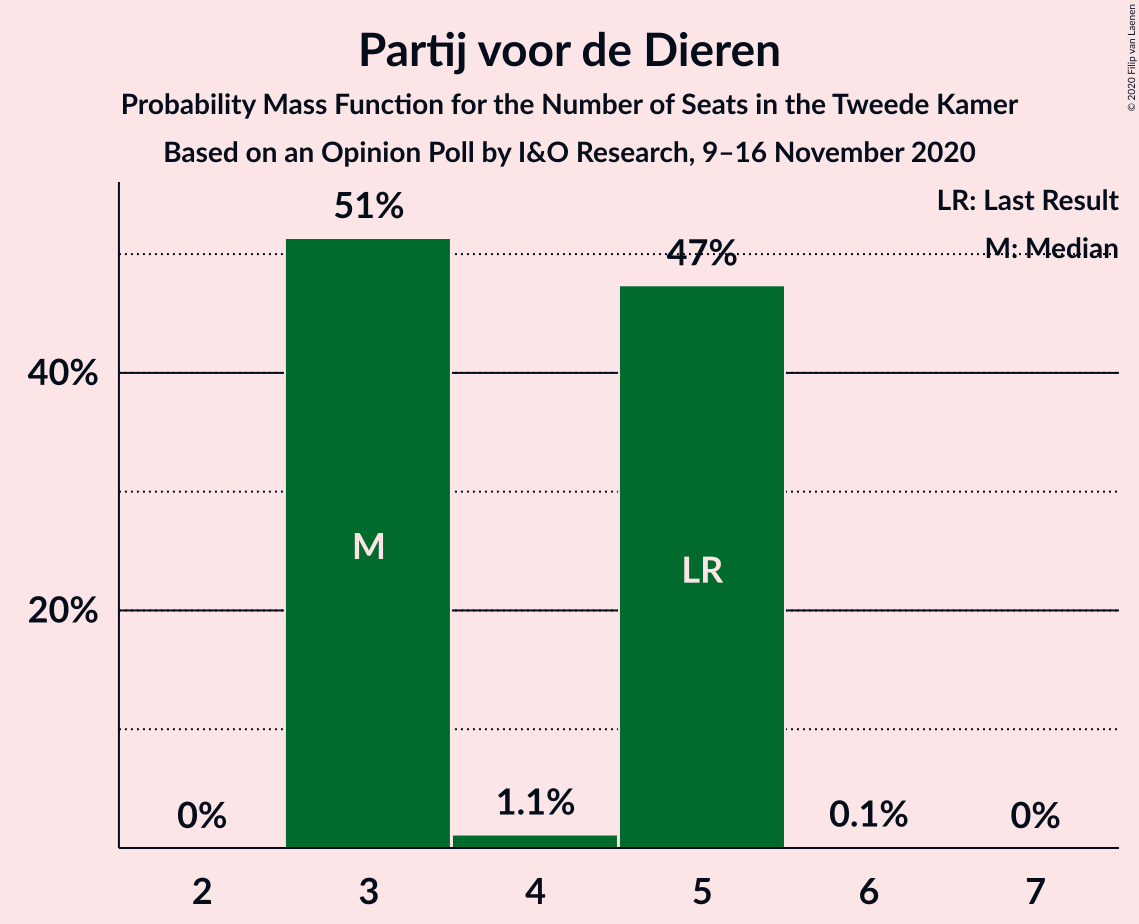 Partij voor de Dieren
Probability Mass Function for the Number of Seats in the Tweede Kamer
Based on an Opinion Poll by I&O Research, 9–16 November 2020
© 2020 Filip van Laenen
LR: Last Result
M: Median
51%
47%
40%
20%
M
LR
0%
1.1%
0.1%
0%
2 3 4 5 6 7